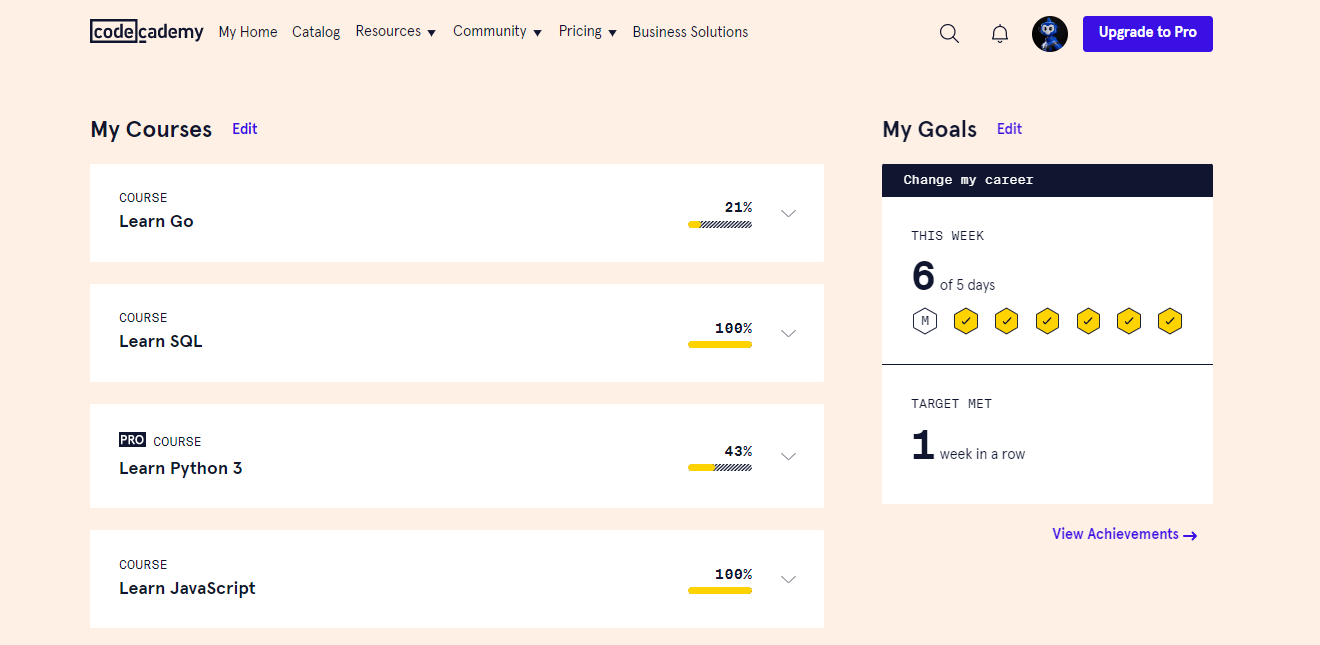 codecademy My Home Catalog Resources Community Pricing Business Solutions Upgrade to Pro
My Courses Edit
COURSE
Learn Go
21%
COURSE
Learn SQL
100%
PRO COURSE
Learn Python 3
43%
COURSE
Learn JavaScript
100%
My Goals Edit
Change my career
THIS WEEK
6 of 5 days
M
TARGET MET
1 week in a row
View Achievements